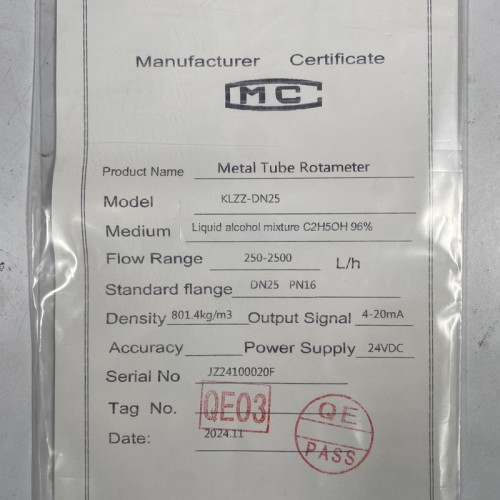 Manufacturer Certificate
MC
Product Name Metal Tube Rotameter
Model KLZZ-DN25
Medium Liquid alcohol mixture C2H5OH 96%
Flow Range 250-2500 L/h
Standard flange DN25 PN16
Density 801.4kg/m3 Output Signal 4-20mA
Accuracy Power Supply 24VDC
Serial No JZ24100020F
Tag No. QE03
Date: 2024.11
QE
PASS